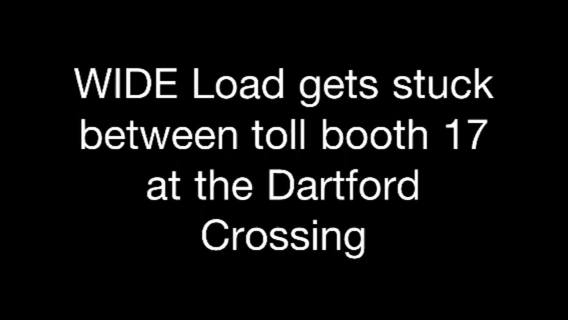 WIDE Load gets stuck
between toll booth 17
at the Dartford
Crossing